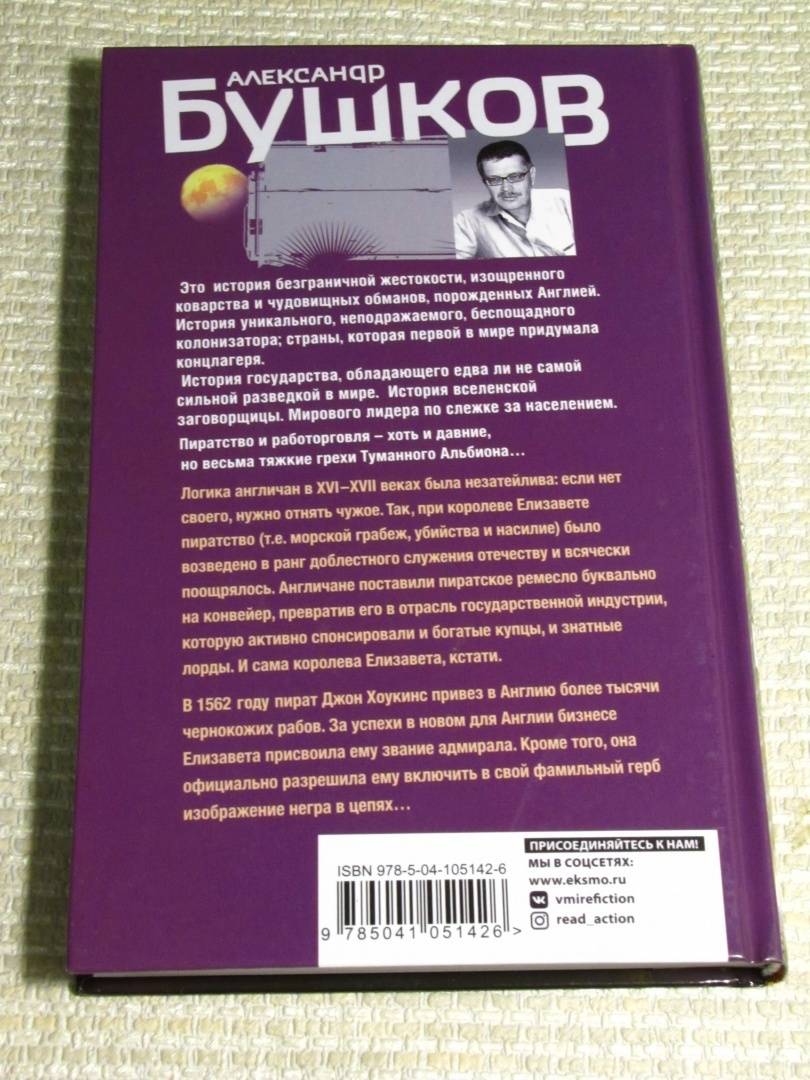 АЛЕКСАНДР
БУШКОВ
Это история безграничной жестокости, изощренного
коварства и чудовищных обманов, порожденных Англией.
История уникального, неподражаемого, беспощадного
колонизатора; страны, которая первой в мире придумала
концлагеря.
История государства, обладающего едва ли не самой
сильной разведкой в мире. История вселенской
заговорщицы. Мирового лидера по слежке за населением.
Пиратство и работорговля – хоть и давние,
но весьма тяжкие грехи Туманного Альбиона...
Логика англичан в XVI–XVII веках была незатейлива: если нет
своего, нужно отнять чужое. Так, при королеве Елизавете
пиратство (т.е. морской грабеж, убийства и насилие) было
возведено в ранг доблестного служения отечеству и всячески
поощрялось. Англичане поставили пиратское ремесло буквально
на конвейер, превратив его в отрасль государственной индустрии,
которую активно спонсировали и богатые купцы, и знатные
лорды. И сама королева Елизавета, кстати.
В 1562 году пират Джон Хоукинс привез в Англию более тысячи
чернокожих рабов. За успехи в новом для Англии бизнесе
Елизавета присвоила ему звание адмирала. Кроме того, она
официально разрешила ему включить в свой фамильный герб
изображение негра в цепях...
ISBN 978-5-04-105142-6
9 785041 051426 >
ПРИСОЕДИНЯЙТЕСЬ К НАМ!
МЫ В СОЦСЕТЯХ:
www.eksmo.ru
vmirefiction
read_action